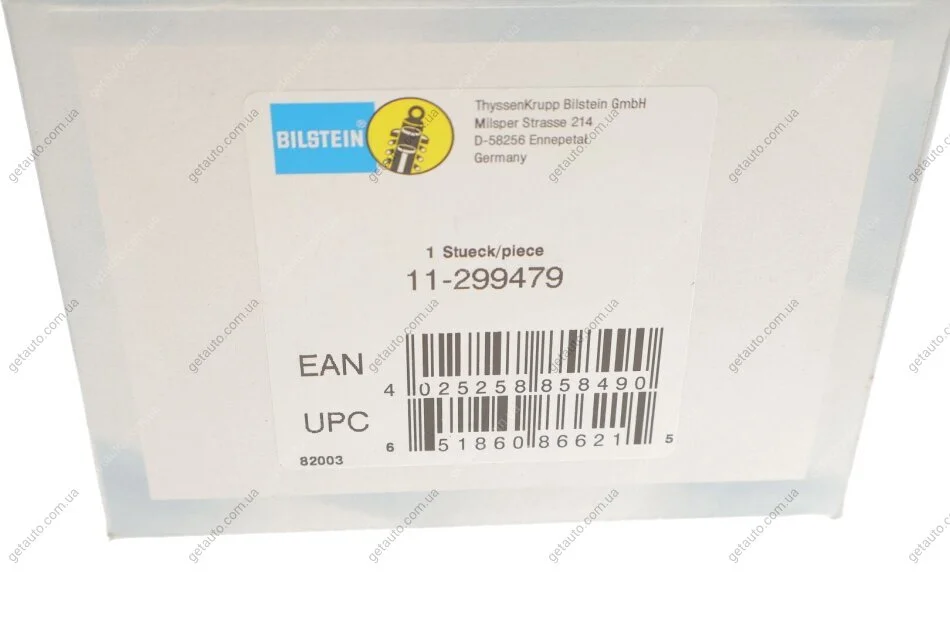 BILSTEIN®
ThyssenKrupp Bilstein GmbH
Milsper Strasse 214
D-58256 Ennepetal
Germany
1 Stueck/piece
11-299479
EAN
4 025258 858490
UPC
6 51860 86621 5
82003
getauto.com.ua